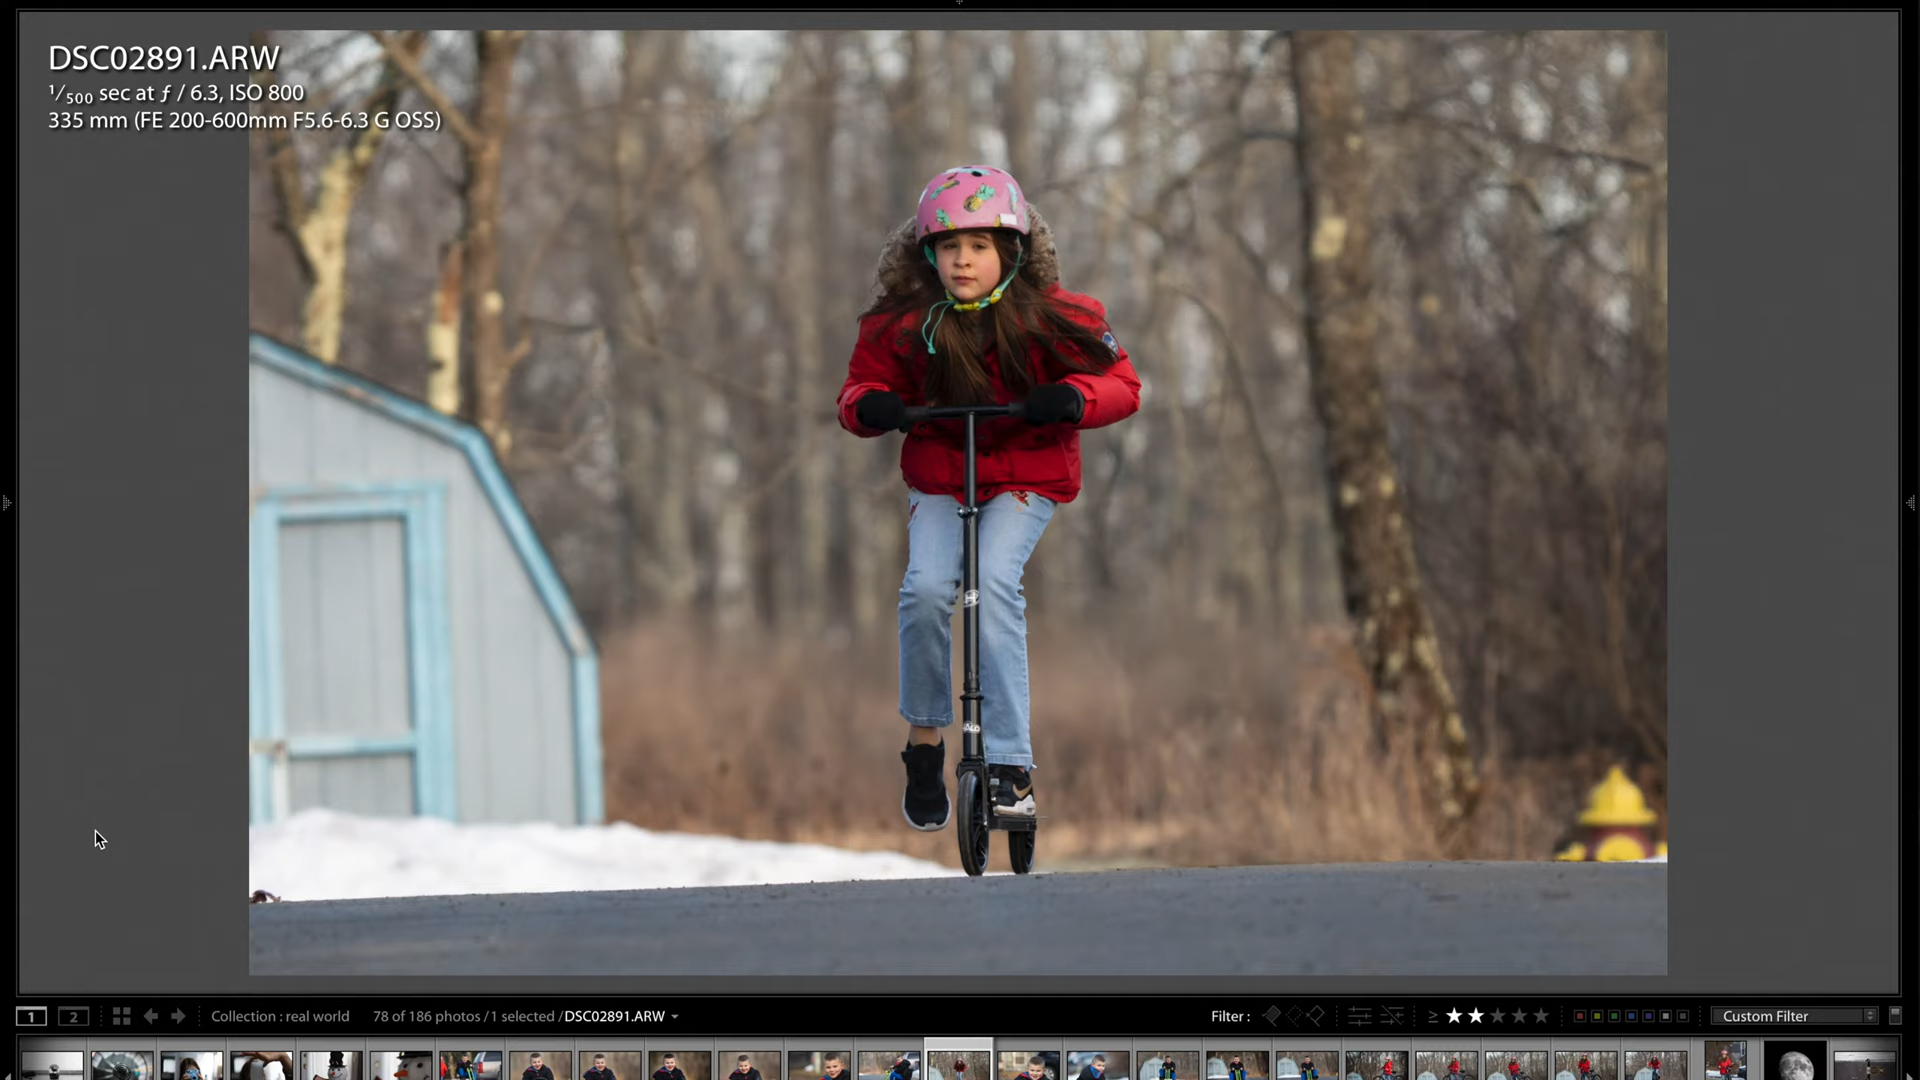 DSC02891.ARW
1/500 sec at ƒ / 6.3, ISO 800
335 mm (FE 200-600mm F5.6-6.3 G OSS)
1 2 Collection : real world 78 of 186 photos / 1 selected / DSC02891.ARW Filter : ≥ ★★★★★ Custom Filter